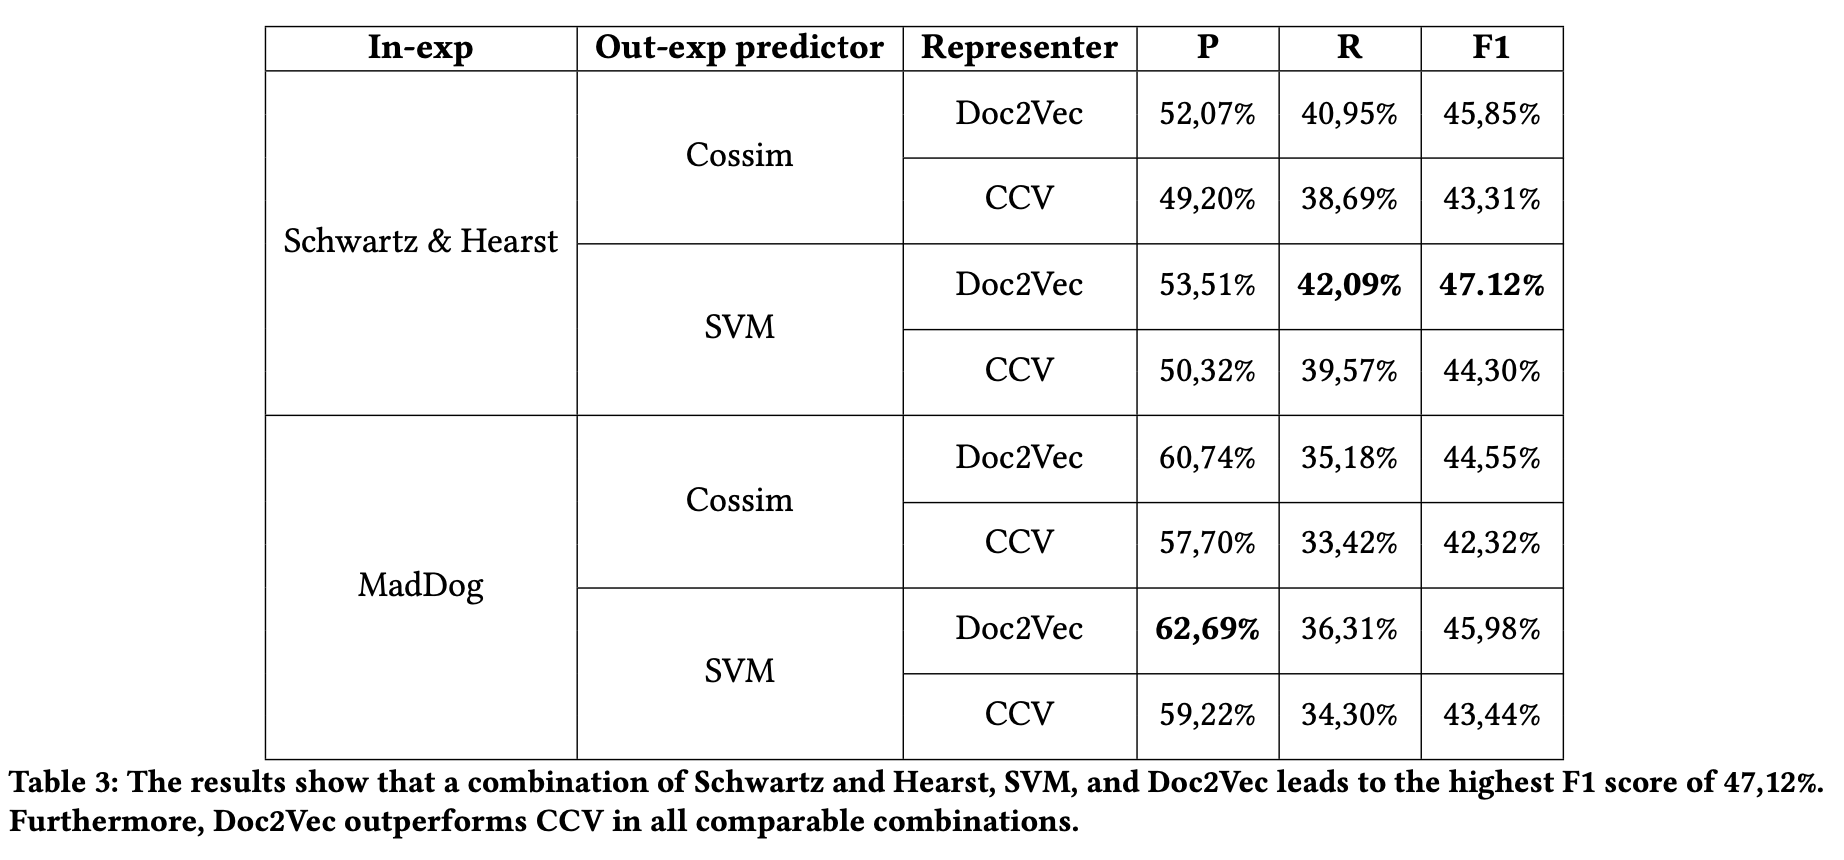 In-exp Out-exp predictor Representer P R F1
Schwartz & Hearst Cossim Doc2Vec 52,07% 40,95% 45,85%
CCV 49,20% 38,69% 43,31%
SVM Doc2Vec 53,51% 42,09% 47.12%
CCV 50,32% 39,57% 44,30%
MadDog Cossim Doc2Vec 60,74% 35,18% 44,55%
CCV 57,70% 33,42% 42,32%
SVM Doc2Vec 62,69% 36,31% 45,98%
CCV 59,22% 34,30% 43,44%
Table 3: The results show that a combination of Schwartz and Hearst, SVM, and Doc2Vec leads to the highest F1 score of 47,12%.
Furthermore, Doc2Vec outperforms CCV in all comparable combinations.